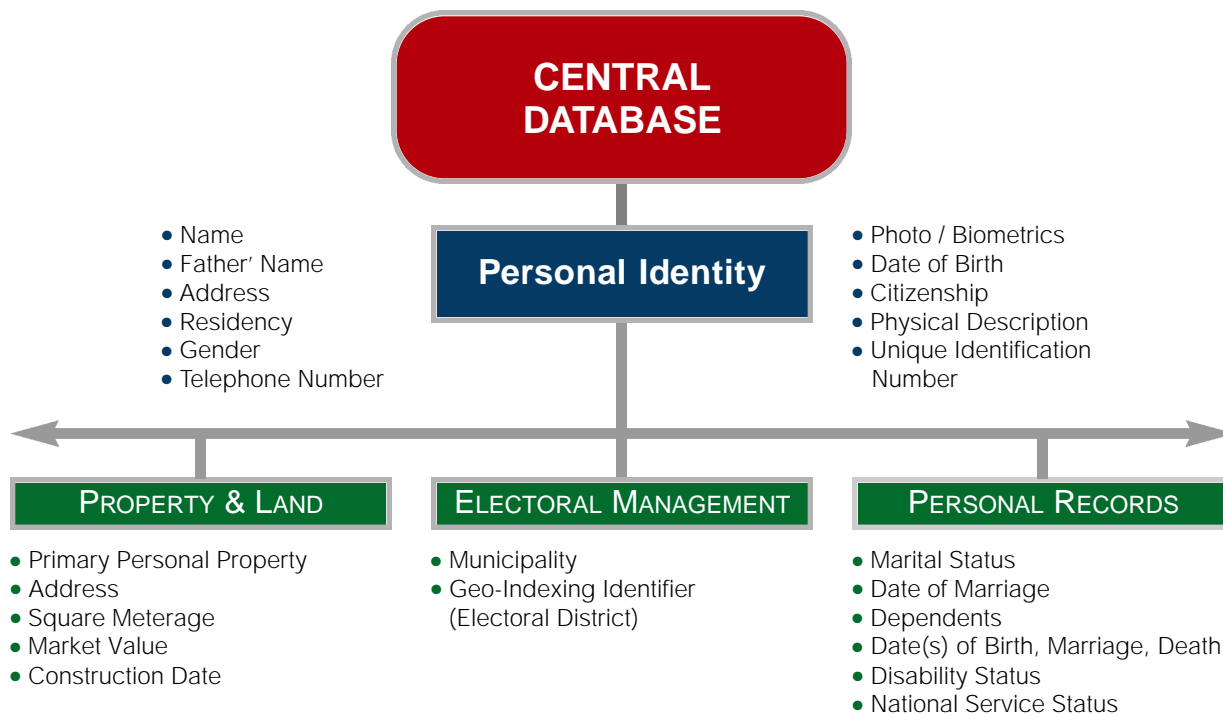 CENTRAL
DATABASE
• Name
• Father’ Name
• Address
• Residency
• Gender
• Telephone Number
Personal Identity
• Photo / Biometrics
• Date of Birth
• Citizenship
• Physical Description
• Unique Identification
Number
PROPERTY & LAND
• Primary Personal Property
• Address
• Square Meterage
• Market Value
• Construction Date
ELECTORAL MANAGEMENT
• Municipality
• Geo-Indexing Identifier
(Electoral District)
PERSONAL RECORDS
• Marital Status
• Date of Marriage
• Dependents
• Date(s) of Birth, Marriage, Death
• Disability Status
• National Service Status